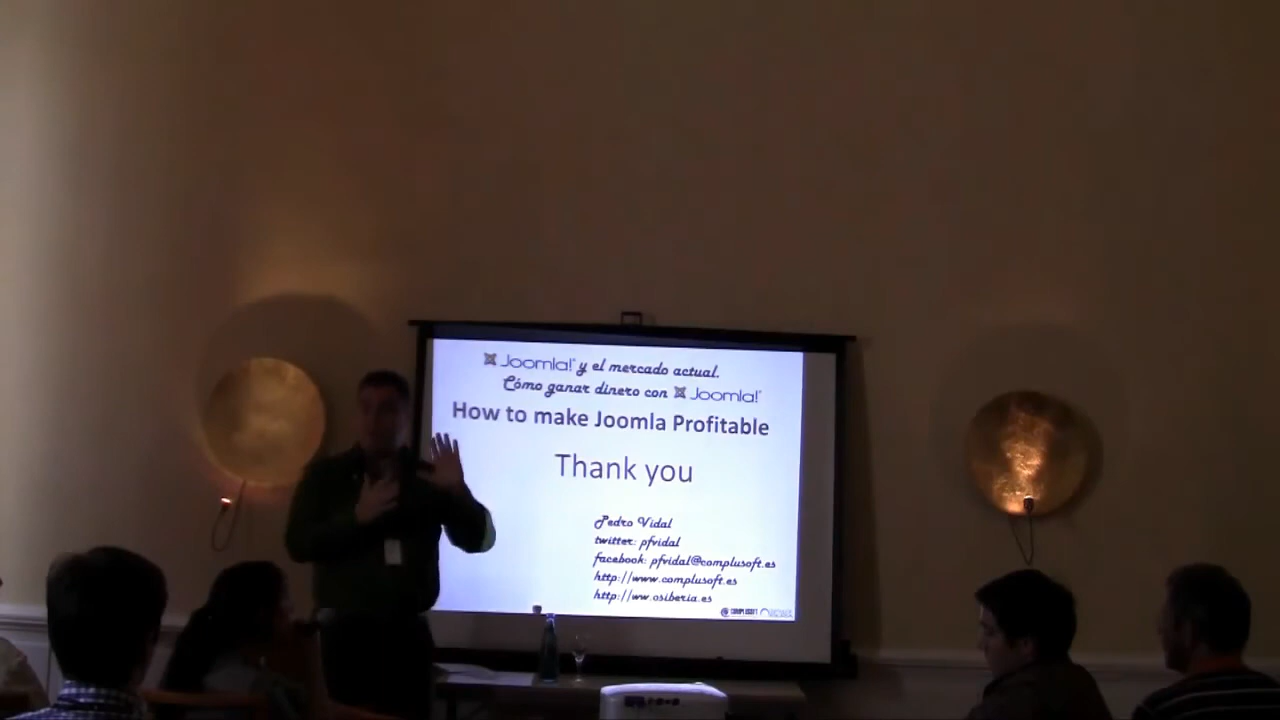 Joomla!® y el mercado actual.
Cómo ganar dinero con Joomla!®
How to make Joomla Profitable
Thank you
Pedro Vidal
twitter: pfvidal
facebook: pfvidal@complusoft.es
http://www.complusoft.es
http://ww.osiberia.es
COMPLUSOFT